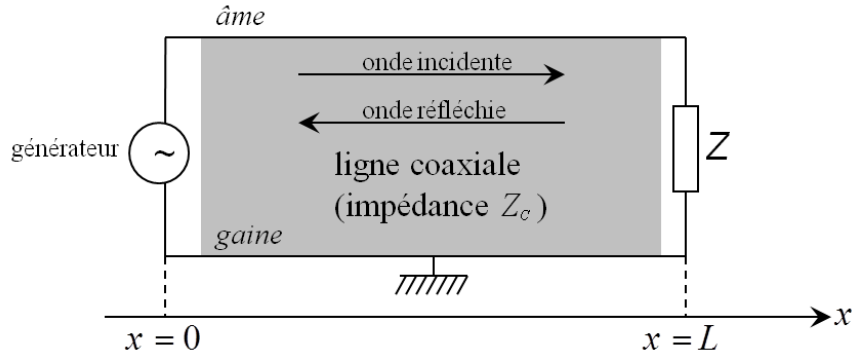 âme
onde incidente
onde réfléchie
générateur
~
Z
ligne coaxiale
(impédance Zc)
gaine
x
x = 0
x = L